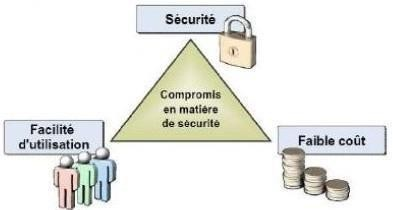 Sécurité
Compromis
en matière
de sécurité
Facilité
d'utilisation
Faible coût